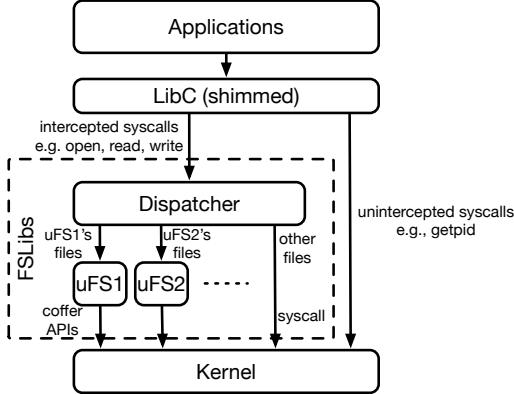 Applications
LibC (shimmed)
intercepted syscalls
e.g. open, read, write
unintercepted syscalls
e.g., getpid
FSLibs
Dispatcher
uFS1's
files
uFS2's
files
other
files
uFS1
uFS2
......
coffer
APIs
syscall
Kernel